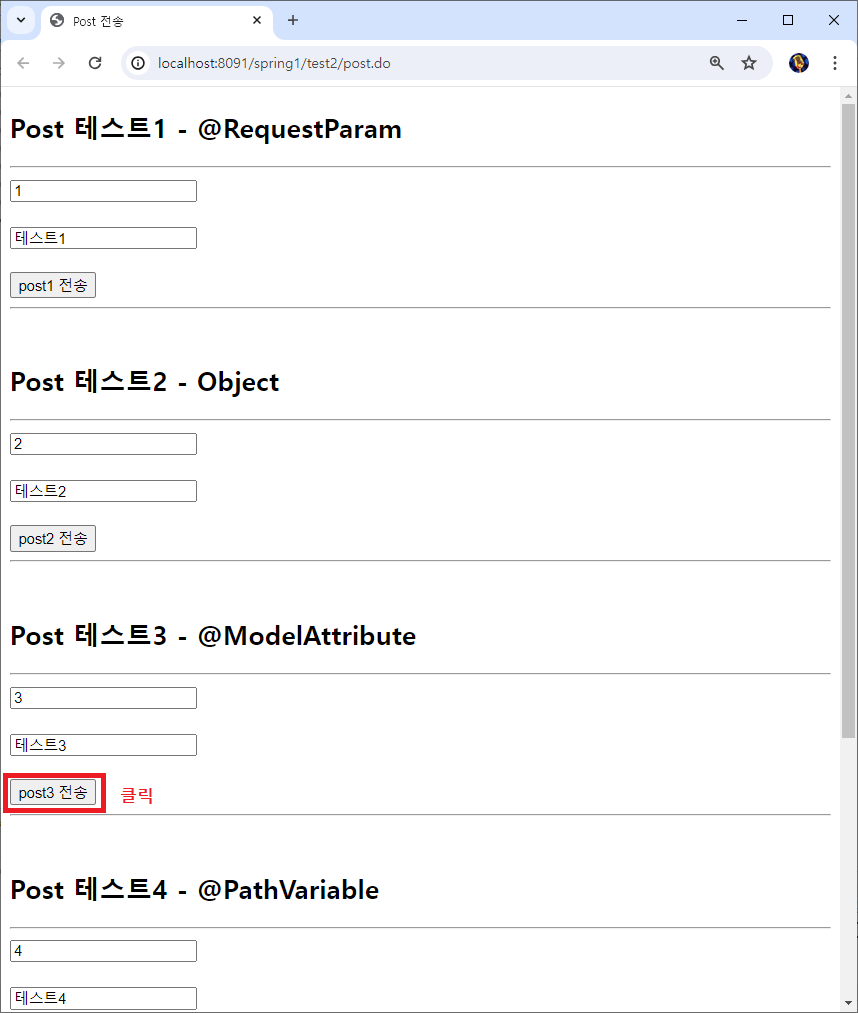 Post 전송
localhost:8091/spring1/test2/post.do
Post 테스트1 - @RequestParam
1
테스트1
post1 전송
Post 테스트2 - Object
2
테스트2
post2 전송
Post 테스트3 - @ModelAttribute
3
테스트3
post3 전송 클릭
Post 테스트4 - @PathVariable
4
테스트4